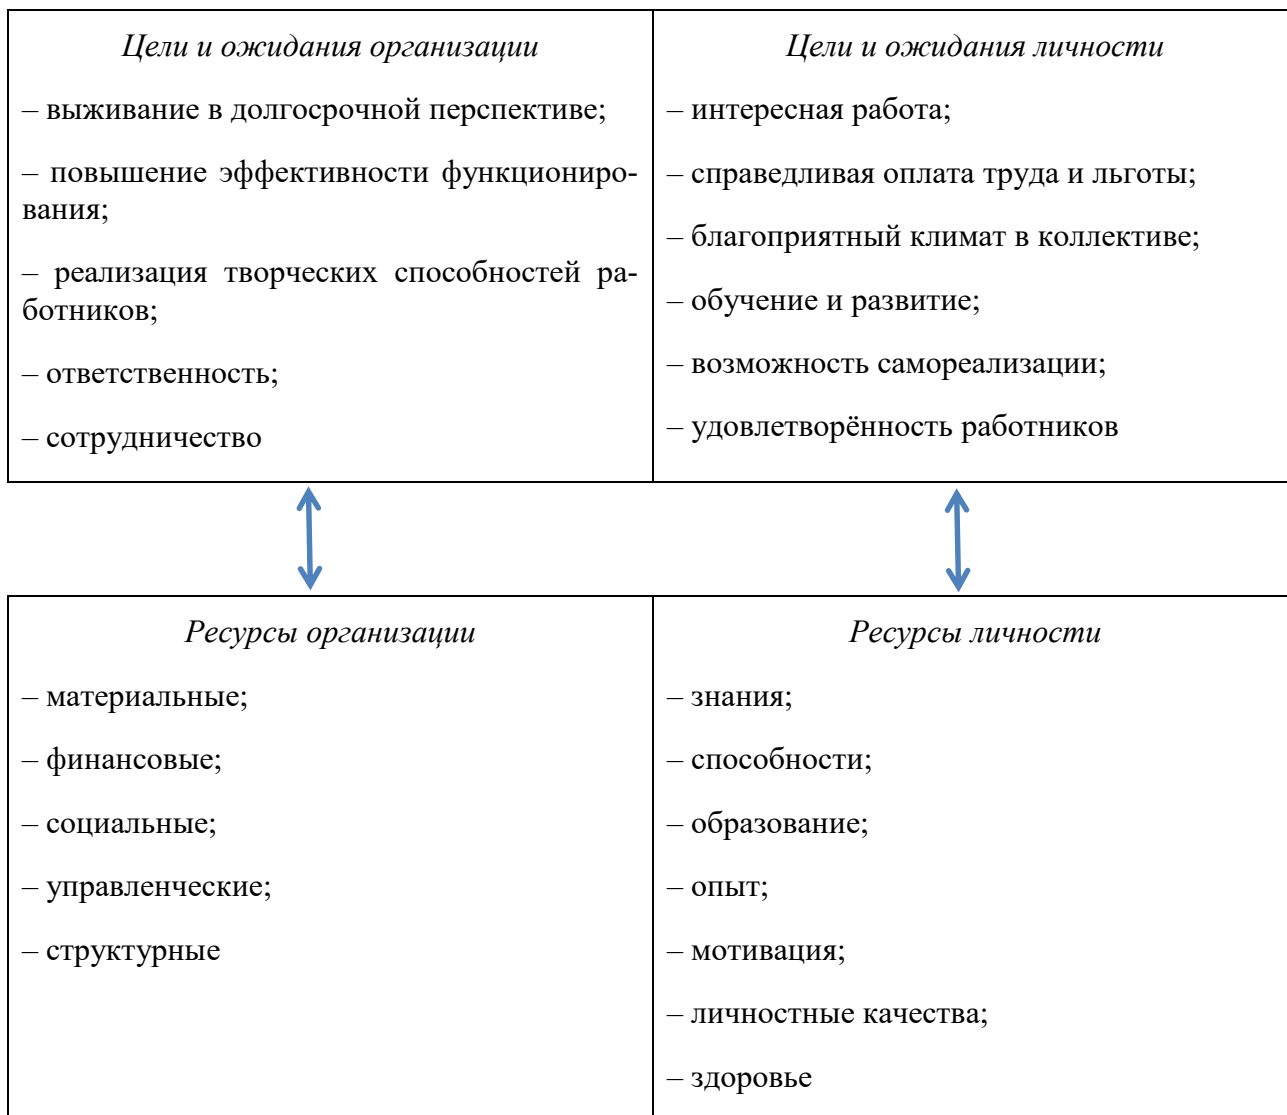 Цели и ожидания организации
– выживание в долгосрочной перспективе;
– повышение эффективности функциониро-
вания;
– реализация творческих способностей ра-
ботников;
– ответственность;
– сотрудничество
Цели и ожидания личности
– интересная работа;
– справедливая оплата труда и льготы;
– благоприятный климат в коллективе;
– обучение и развитие;
– возможность самореализации;
– удовлетворённость работников
Ресурсы организации
– материальные;
– финансовые;
– социальные;
– управленческие;
– структурные
Ресурсы личности
– знания;
– способности;
– образование;
– опыт;
– мотивация;
– личностные качества;
– здоровье